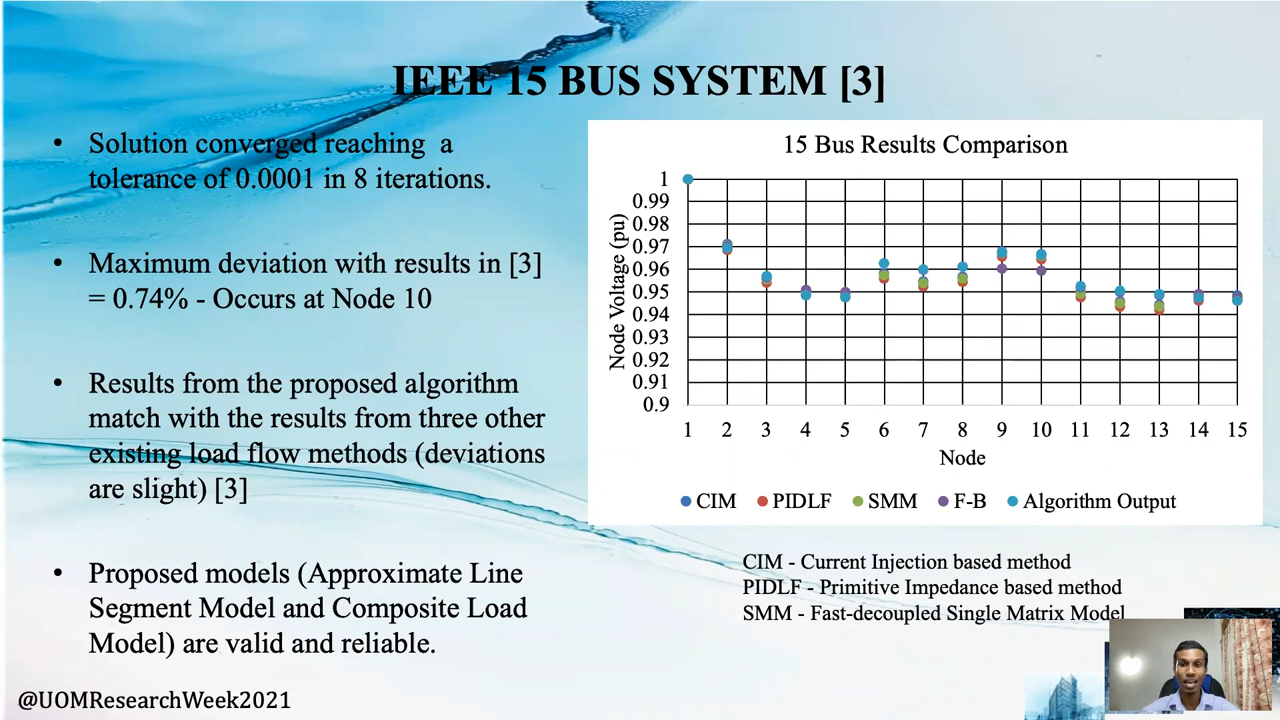 IEEE 15 BUS SYSTEM [3]
• Solution converged reaching a
tolerance of 0.0001 in 8 iterations.
• Maximum deviation with results in [3]
= 0.74% - Occurs at Node 10
• Results from the proposed algorithm
match with the results from three other
existing load flow methods (deviations
are slight) [3]
• Proposed models (Approximate Line
Segment Model and Composite Load
Model) are valid and reliable.
15 Bus Results Comparison
Node Voltage (pu)
1
0.99
0.98
0.97
0.96
0.95
0.94
0.93
0.92
0.91
0.9
1 2 3 4 5 6 7 8 9 10 11 12 13 14 15
Node
CIM PIDLF SMM F-B Algorithm Output
CIM - Current Injection based method
PIDLF - Primitive Impedance based method
SMM - Fast-decoupled Single Matrix Model
@UOMResearchWeek2021